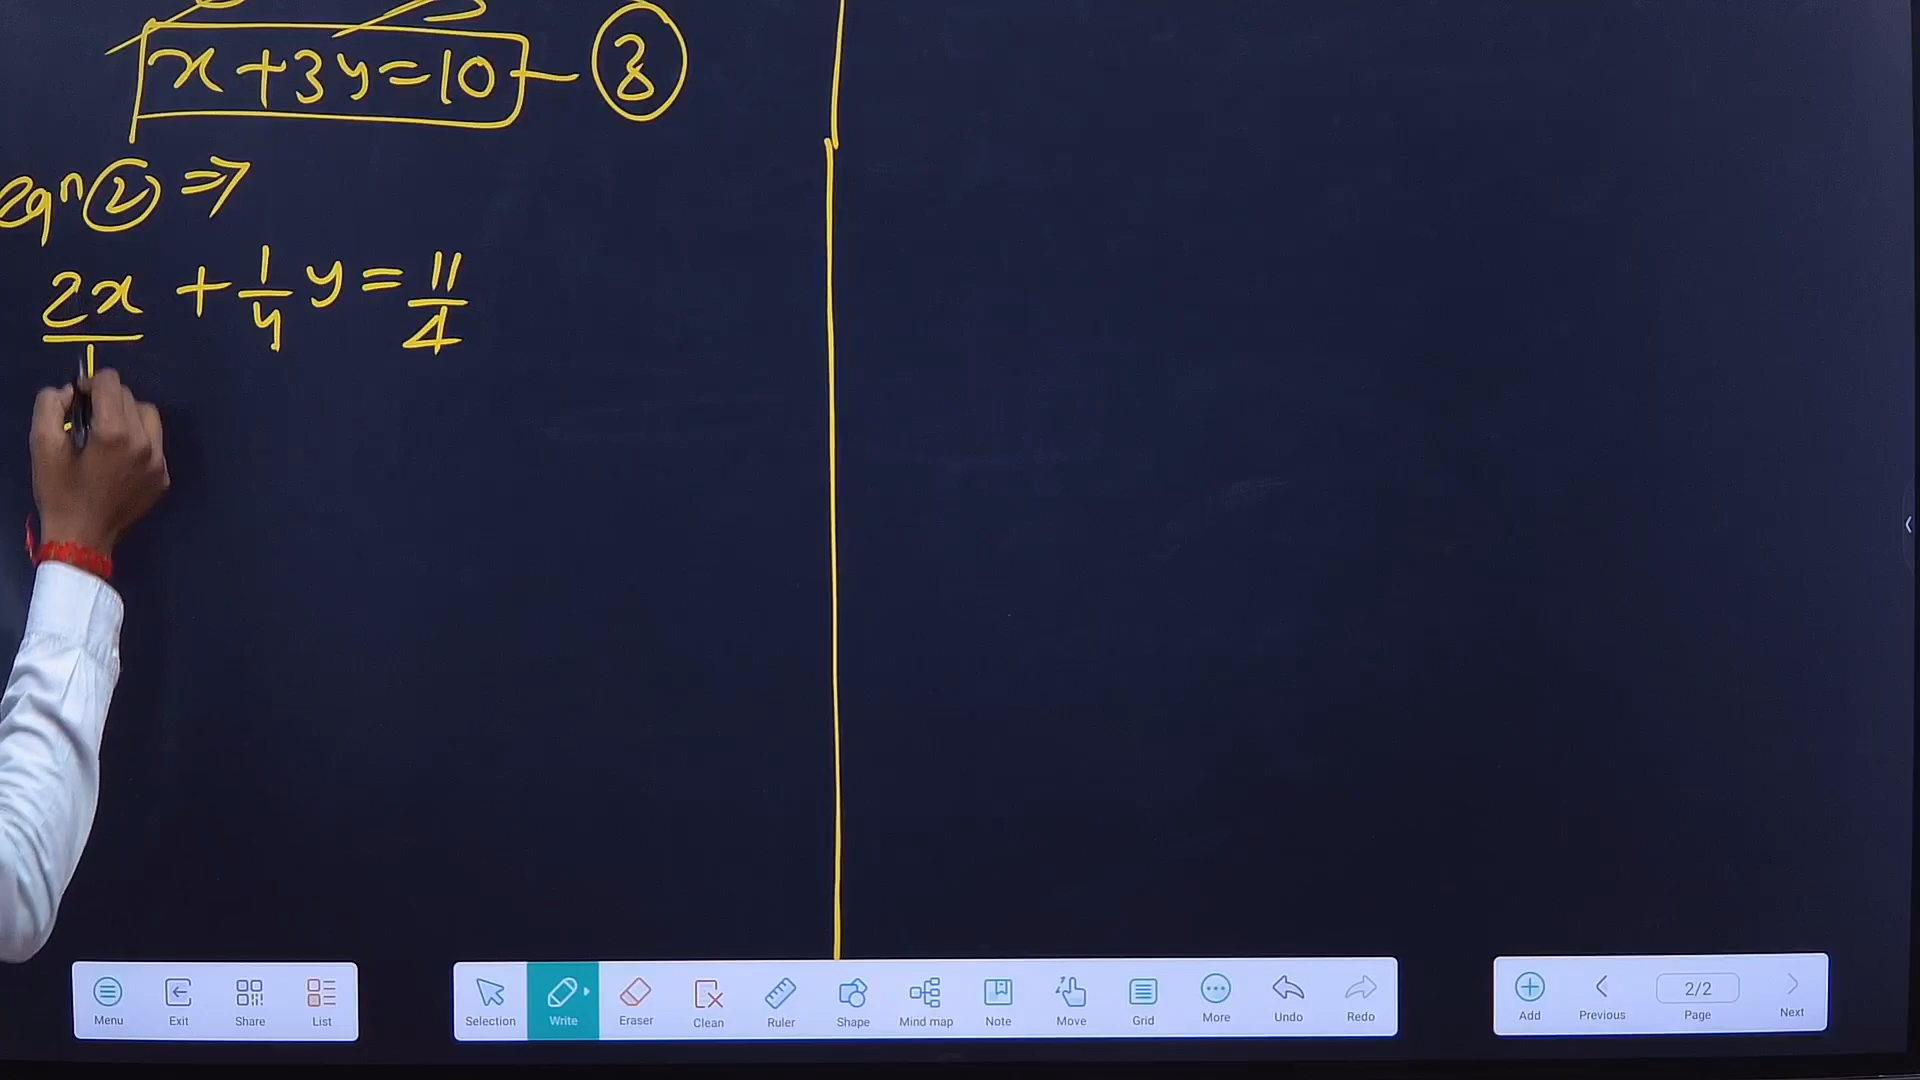 x+3y=10 — 3
eqn 2 ⇒
2x/1 + 1/4 y = 11/4
Menu Exit Share List
Selection Write Eraser Clean Ruler Shape Mind map Note Move Grid More Undo Redo
Add Previous 2/2 Page Next